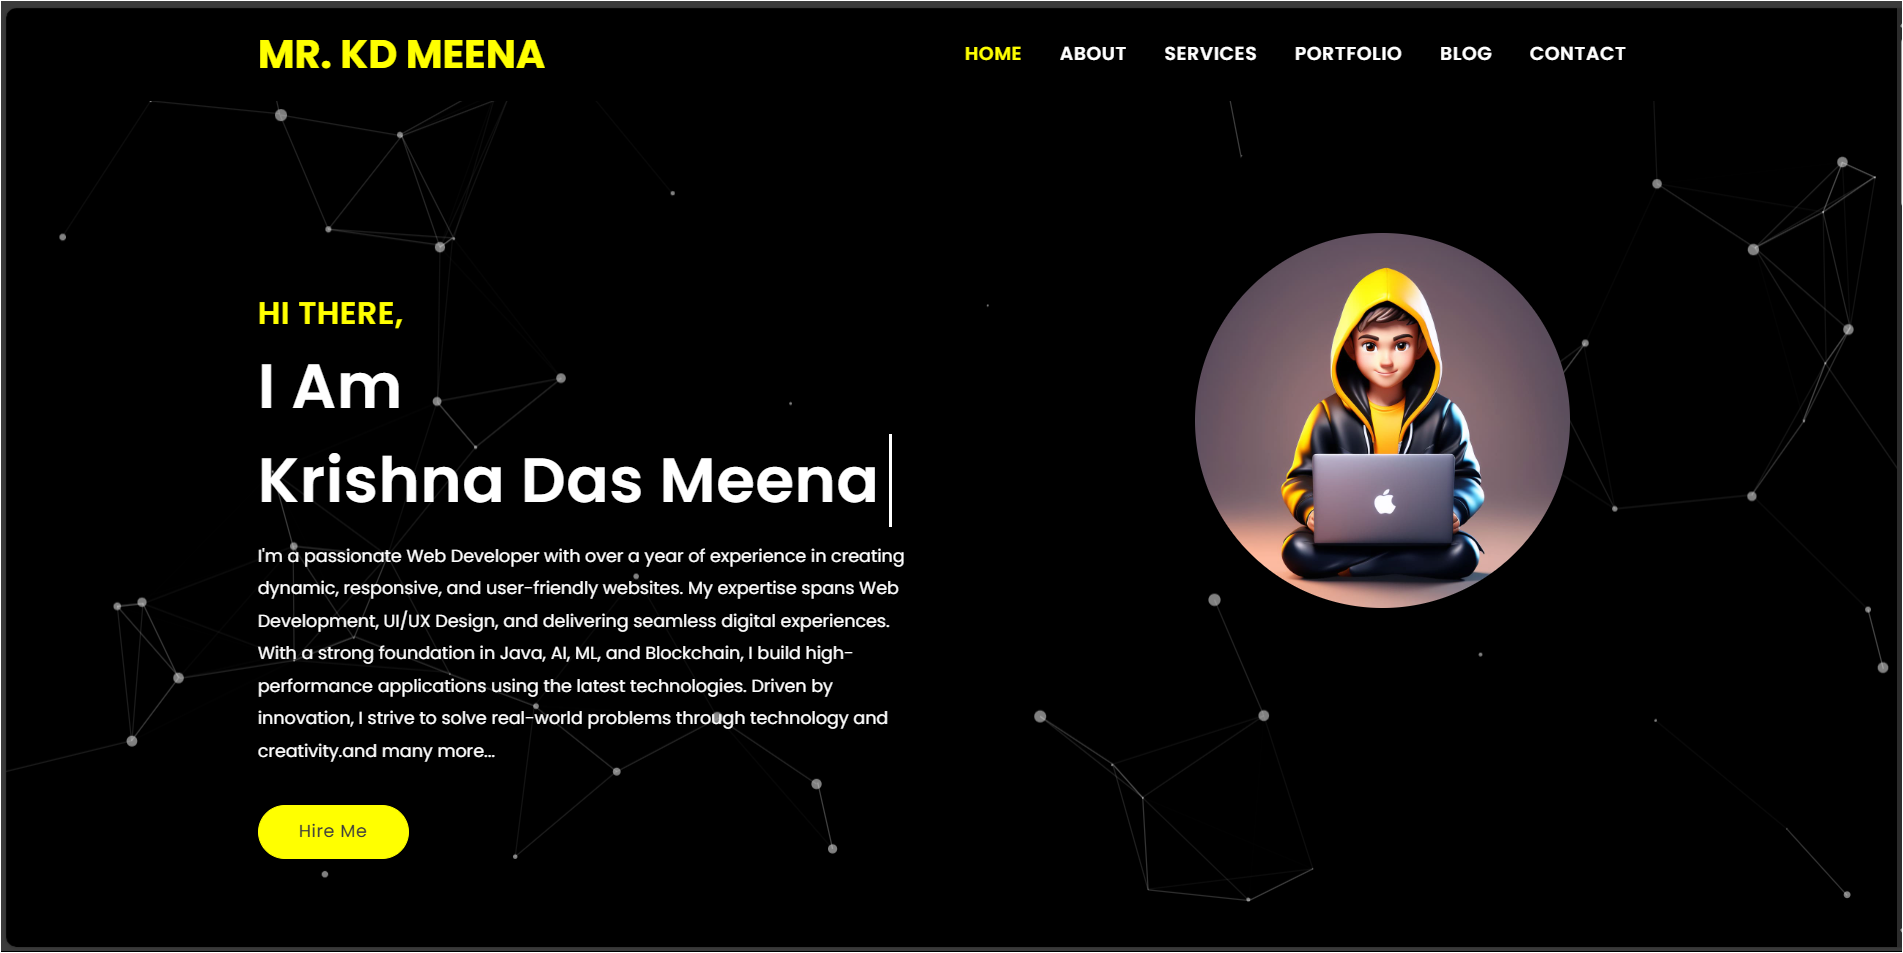 MR. KD MEENA
HOME ABOUT SERVICES PORTFOLIO BLOG CONTACT
HI THERE,
I Am
Krishna Das Meena
I'm a passionate Web Developer with over a year of experience in creating
dynamic, responsive, and user-friendly websites. My expertise spans Web
Development, UI/UX Design, and delivering seamless digital experiences.
With a strong foundation in Java, AI, ML, and Blockchain, I build high-
performance applications using the latest technologies. Driven by
innovation, I strive to solve real-world problems through technology and
creativity.and many more...
Hire Me